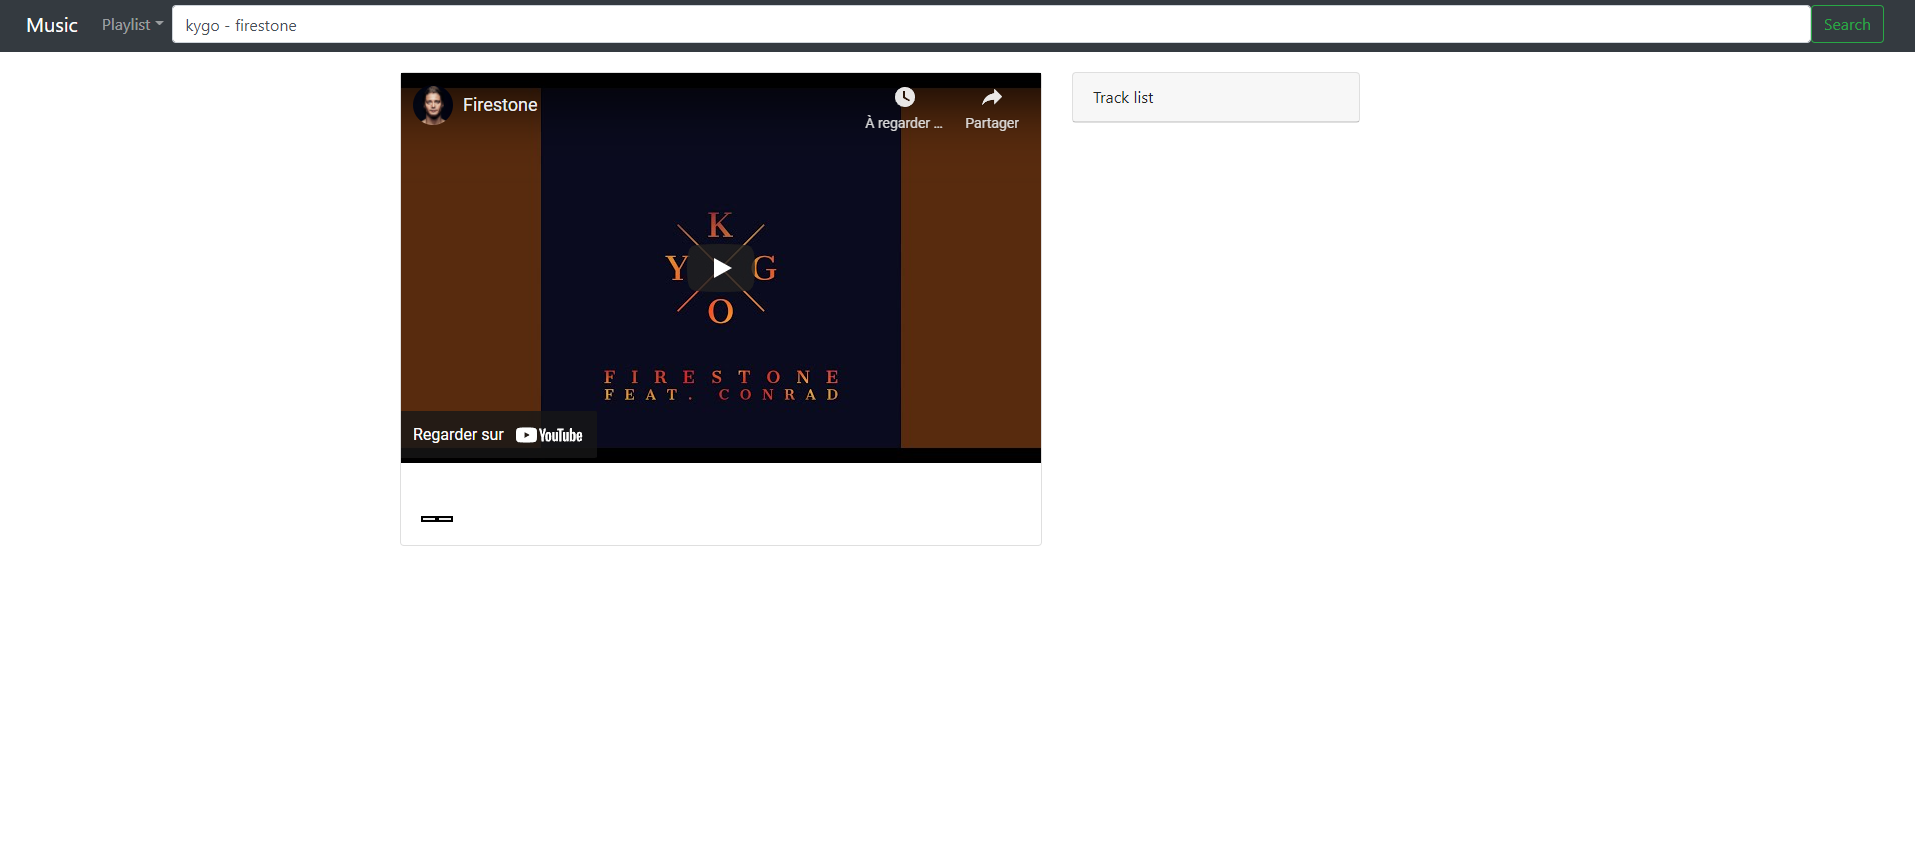 Music Playlist kygo - firestone Search
Firestone
À regarder ...
Partager
K
Y G
O
FIRESTONE
FEAT. CONRAD
Regarder sur YouTube
Track list